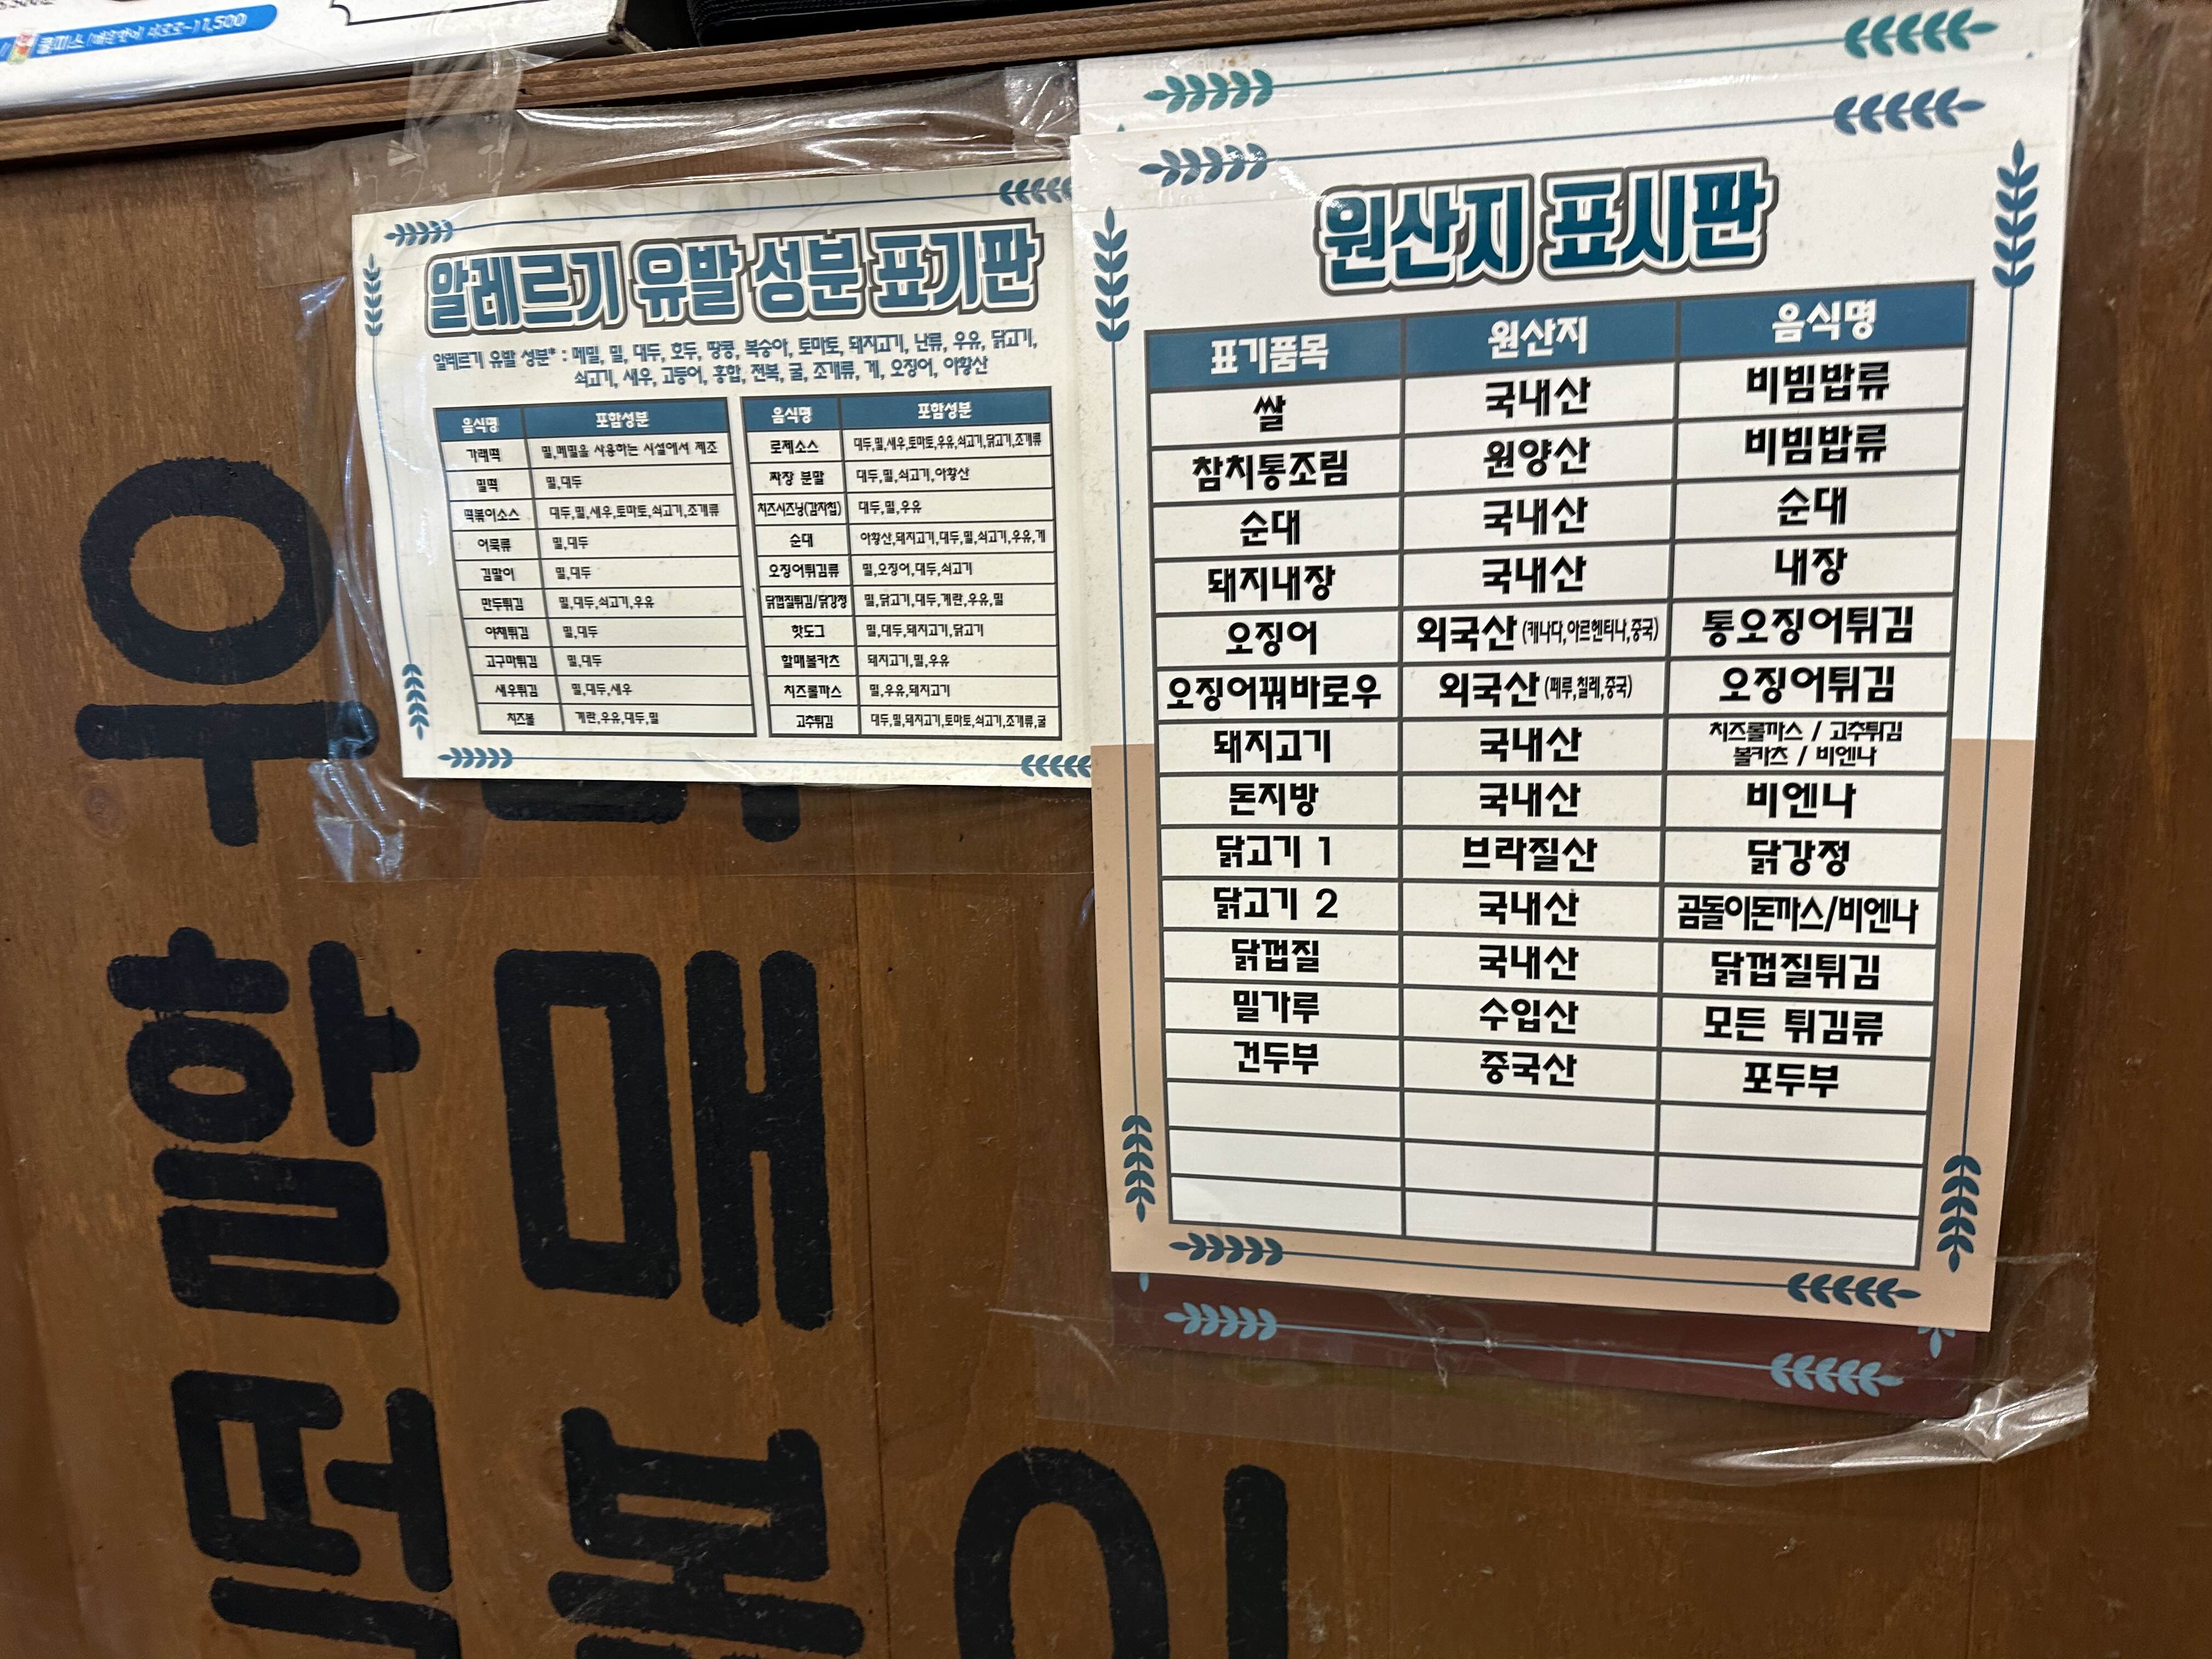 ~1,500
알레르기 유발 성분 표기판
알레르기 유발 성분* : 메밀, 밀, 대두, 호두, 땅콩, 복숭아, 토마토, 돼지고기, 난류, 우유, 닭고기,
쇠고기, 새우, 고등어, 홍합, 전복, 굴, 조개류, 게, 오징어, 아황산
음식명 포함성분
가래떡 밀,메밀을 사용하는 시설에서 제조
밀떡 밀,대두
떡볶이소스 대두,밀,새우,토마토,쇠고기,조개류
어묵류 밀,대두
김말이 밀,대두
만두튀김 밀,대두,쇠고기,우유
야채튀김 밀,대두
고구마튀김 밀,대두
새우튀김 밀,대두,새우
치즈볼 계란,우유,대두,밀
음식명 포함성분
로제소스 대두,밀,새우,토마토,우유,쇠고기,닭고기,조개류
짜장 분말 대두,밀,쇠고기,아황산
치즈시즈닝(감자칩) 대두,밀,우유
순대 아황산,돼지고기,대두,밀,쇠고기,우유,게
오징어튀김류 밀,오징어,대두,쇠고기
닭껍질튀김/닭강정 밀,닭고기,대두,계란,우유,밀
핫도그 밀,대두,돼지고기,닭고기
할매볼카츠 돼지고기,밀,우유
치즈롤까스 밀,우유,돼지고기
고추튀김 대두,밀,돼지고기,토마토,쇠고기,조개류,굴
원산지 표시판
표기품목 원산지 음식명
쌀 국내산 비빔밥류
참치통조림 원양산 비빔밥류
순대 국내산 순대
돼지내장 국내산 내장
오징어 외국산 (캐나다,아르헨티나,중국) 통오징어튀김
오징어꿔바로우 외국산 (페루,칠레,중국) 오징어튀김
돼지고기 국내산 치즈롤까스 / 고추튀김
볼카츠 / 비엔나
돈지방 국내산 비엔나
닭고기 1 브라질산 닭강정
닭고기 2 국내산 곰돌이돈까스/비엔나
닭껍질 국내산 닭껍질튀김
밀가루 수입산 모든 튀김류
건두부 중국산 포두부
우
할매
떡볶이